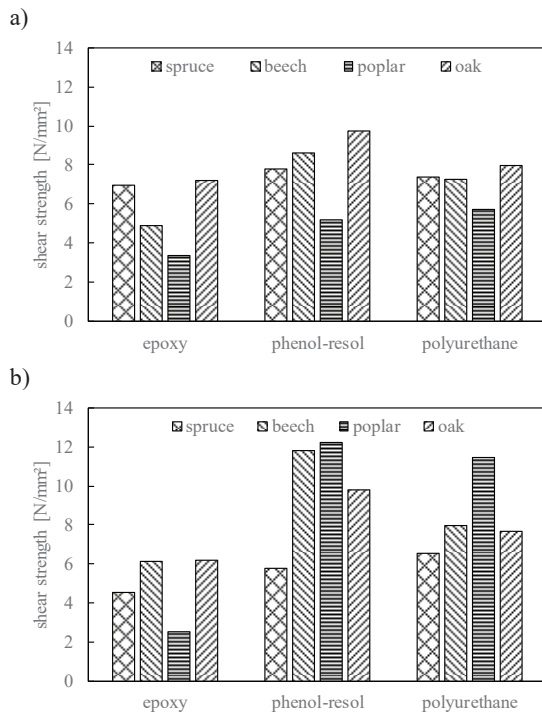 a)
14
12
10
8
6
4
2
0
shear strength [N/mm²]
spruce beech poplar oak
epoxy phenol-resol polyurethane
b)
14
12
10
8
6
4
2
0
shear strength [N/mm²]
spruce beech poplar oak
epoxy phenol-resol polyurethane